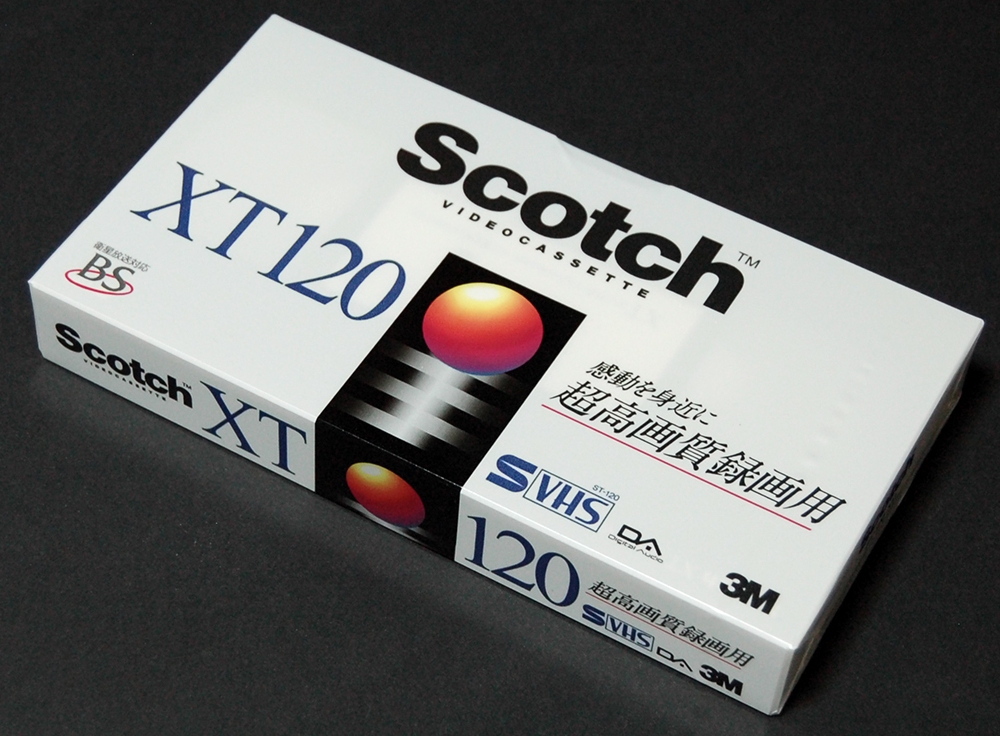 Scotch™
VIDEOCASSETTE
XT120
衛星放送対応
BS
感動を身近に
超高画質録画用
S VHS
ST-120
DA
Digital Audio
3M
Scotch™
VIDEOCASSETTE
XT
120
超高画質録画用
S VHS
DA
3M